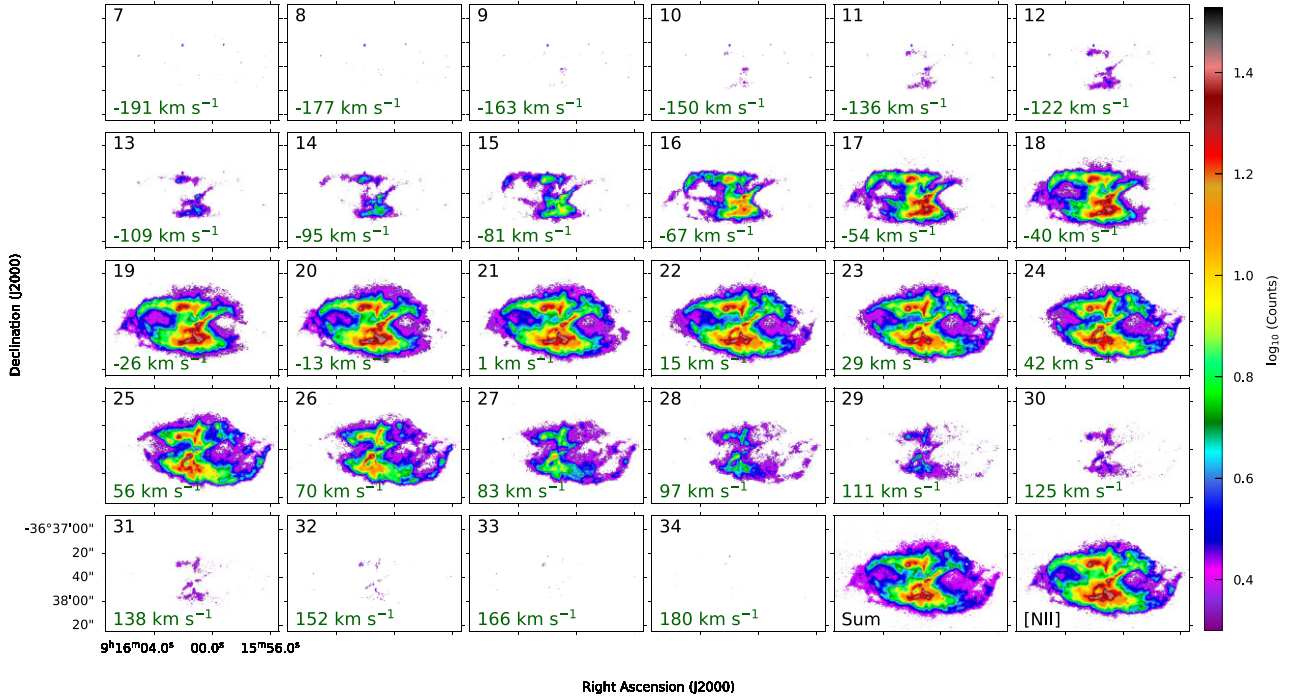 7 8 9 10 11 12
-191 km s⁻¹ -177 km s⁻¹ -163 km s⁻¹ -150 km s⁻¹ -136 km s⁻¹ -122 km s⁻¹
13 14 15 16 17 18
-109 km s⁻¹ -95 km s⁻¹ -81 km s⁻¹ -67 km s⁻¹ -54 km s⁻¹ -40 km s⁻¹
19 20 21 22 23 24
-26 km s⁻¹ -13 km s⁻¹ 1 km s⁻¹ 15 km s⁻¹ 29 km s⁻¹ 42 km s⁻¹
25 26 27 28 29 30
56 km s⁻¹ 70 km s⁻¹ 83 km s⁻¹ 97 km s⁻¹ 111 km s⁻¹ 125 km s⁻¹
31 32 33 34
138 km s⁻¹ 152 km s⁻¹ 166 km s⁻¹ 180 km s⁻¹ Sum [NII]
-36°37'00"
20"
40"
38'00"
20"
9ʰ16ᵐ04.0ˢ 00.0ˢ 15ᵐ56.0ˢ
Right Ascension (J2000)
Declination (J2000)
1.4
1.2
1.0
0.8
0.6
0.4
log₁₀ (Counts)